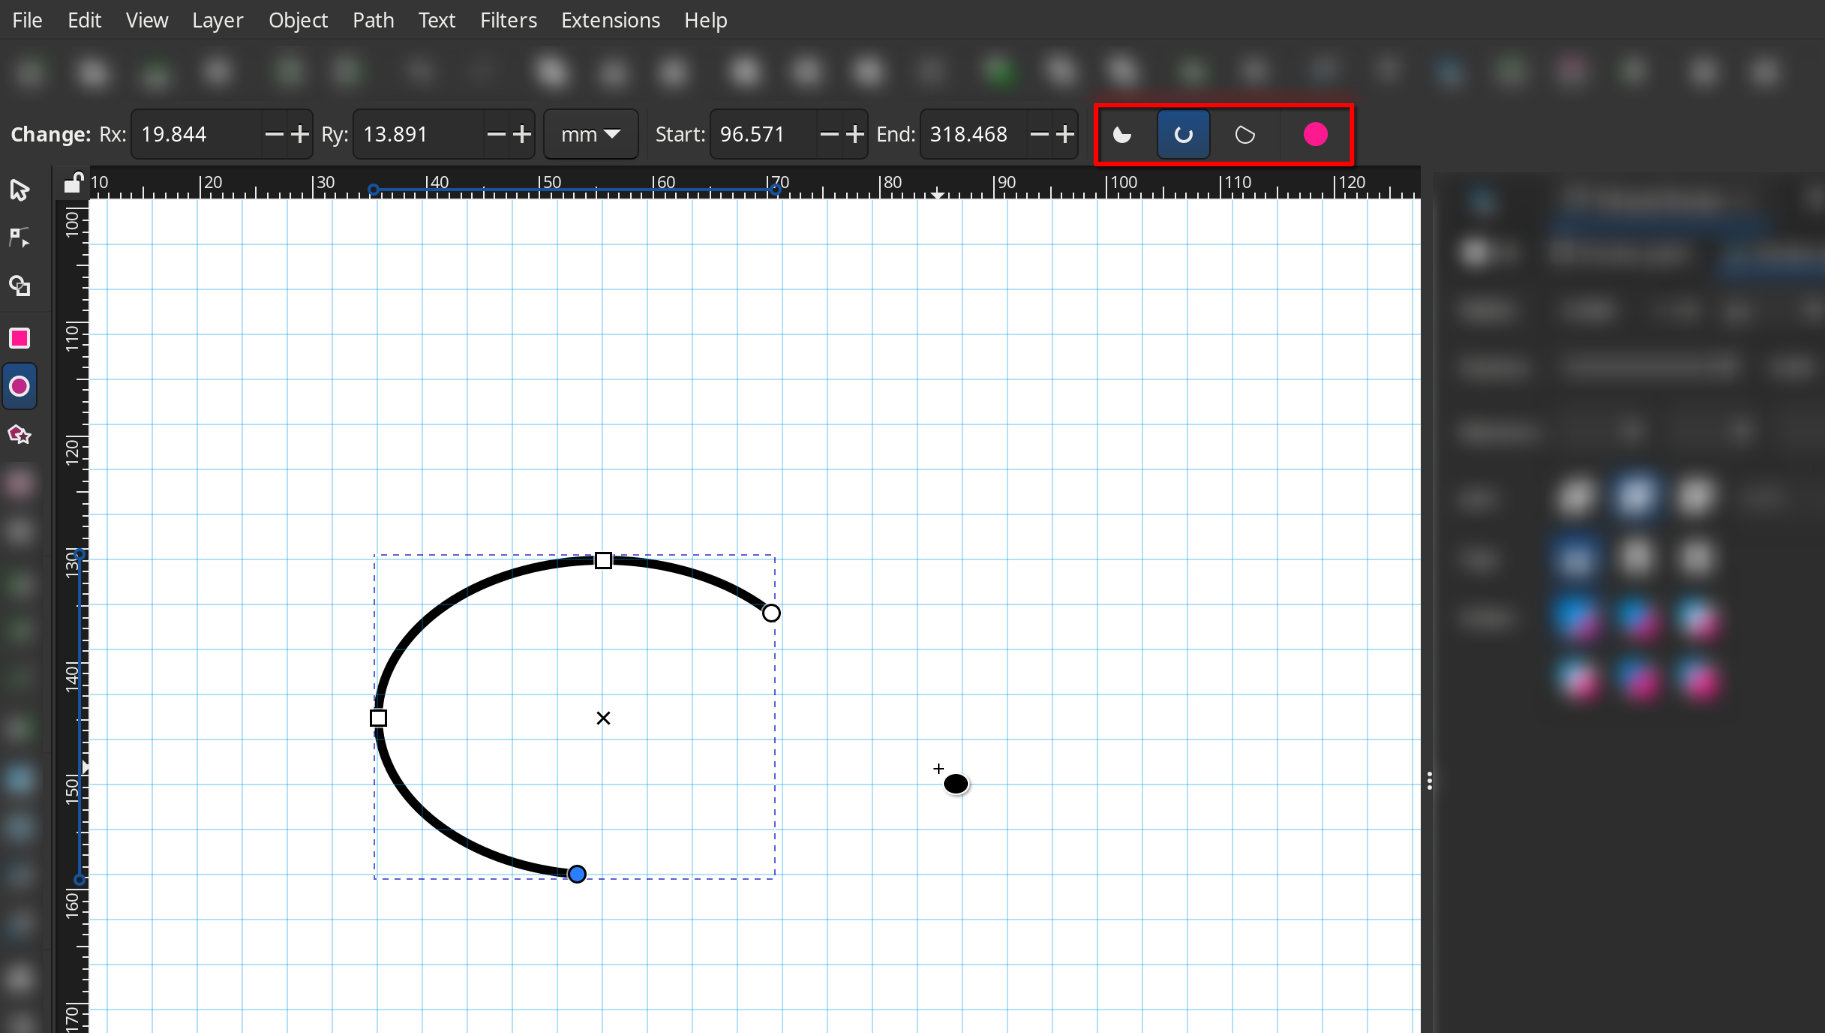 File Edit View Layer Object Path Text Filters Extensions Help
Change: Rx: 19.844 Ry: 13.891 mm Start: 96.571 End: 318.468
10 20 30 40 50 60 70 80 90 100 110 120
100
110
120
130
140
150
160
170